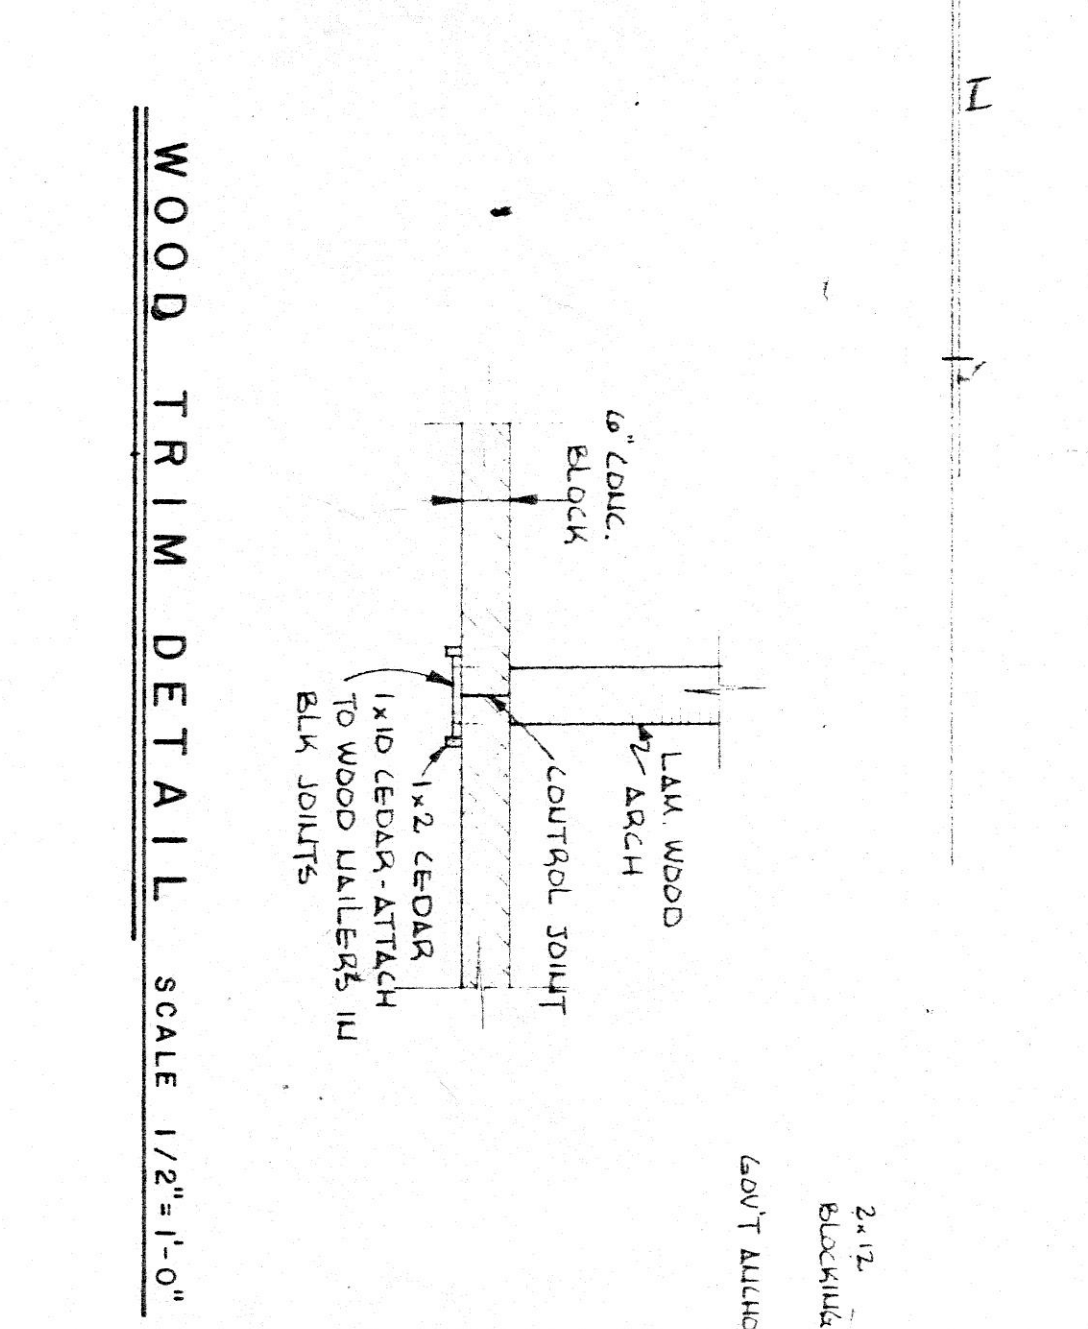 6" CONC.
BLOCK
LAM. WOOD
ARCH
CONTROL JOINT
1x2 CEDAR
1x10 CEDAR - ATTACH
TO WOOD NAILERS IN
BLK JOINTS
WOOD TRIM DETAIL SCALE 1/2"=1'-0"
2x12
BLOCKING
GOV'T ANCHO